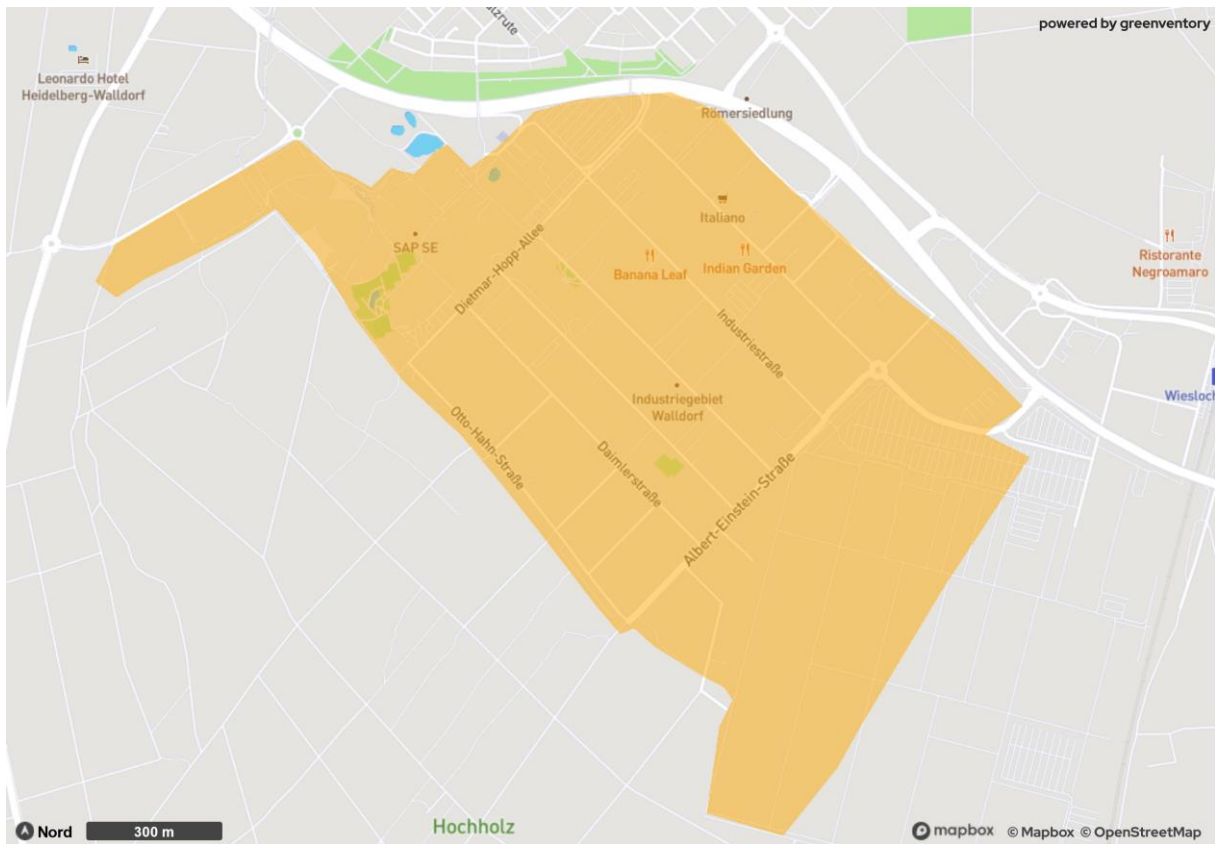 powered by greenventory
Leonardo Hotel
Heidelberg-Walldorf
Römersiedlung
Italiano
SAP SE
Dietmar-Hopp-Allee
Banana Leaf
Indian Garden
Ristorante
Negroamaro
Industriestraße
Industriegebiet
Walldorf
Otto-Hahn-Straße
Daimlerstraße
Albert-Einstein-Straße
Hochholz
Nord
300 m
mapbox © Mapbox © OpenStreetMap